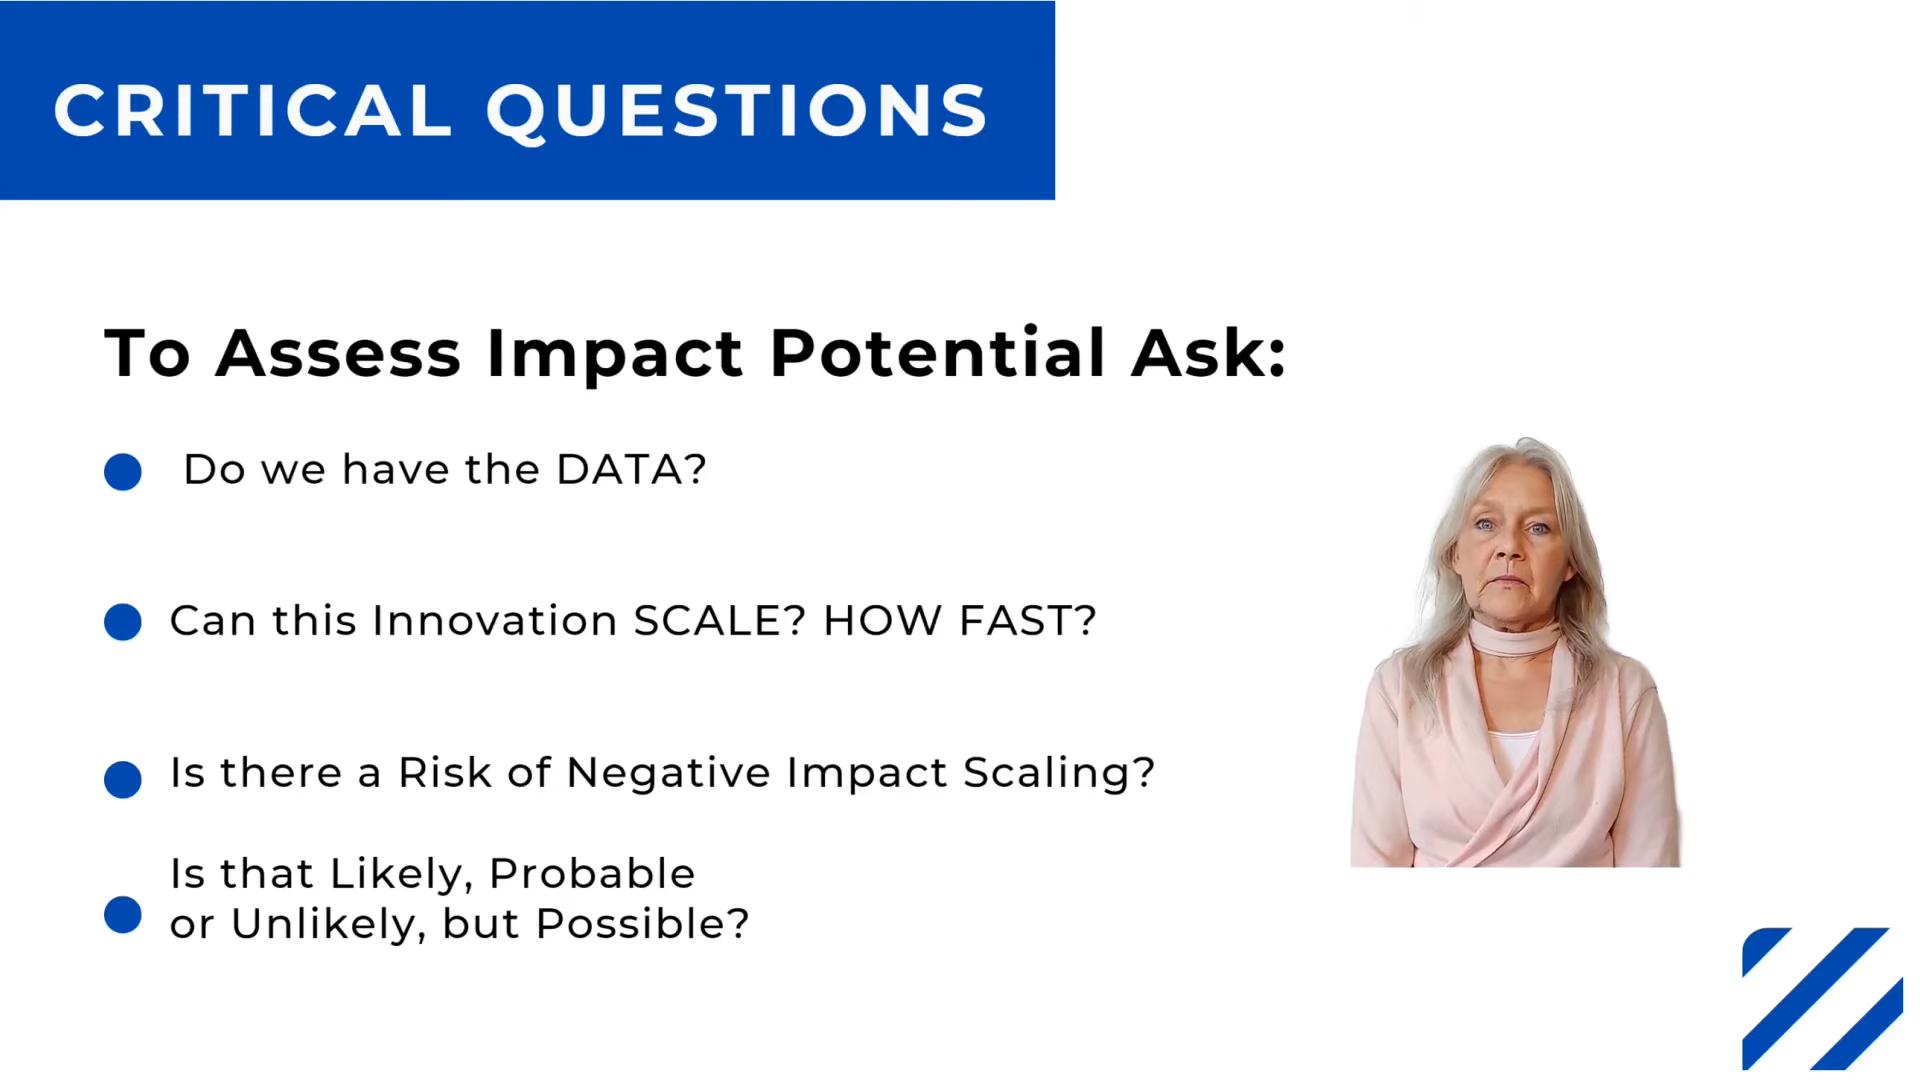 CRITICAL QUESTIONS
To Assess Impact Potential Ask:
Do we have the DATA?
Can this Innovation SCALE? HOW FAST?
Is there a Risk of Negative Impact Scaling?
Is that Likely, Probable
or Unlikely, but Possible?